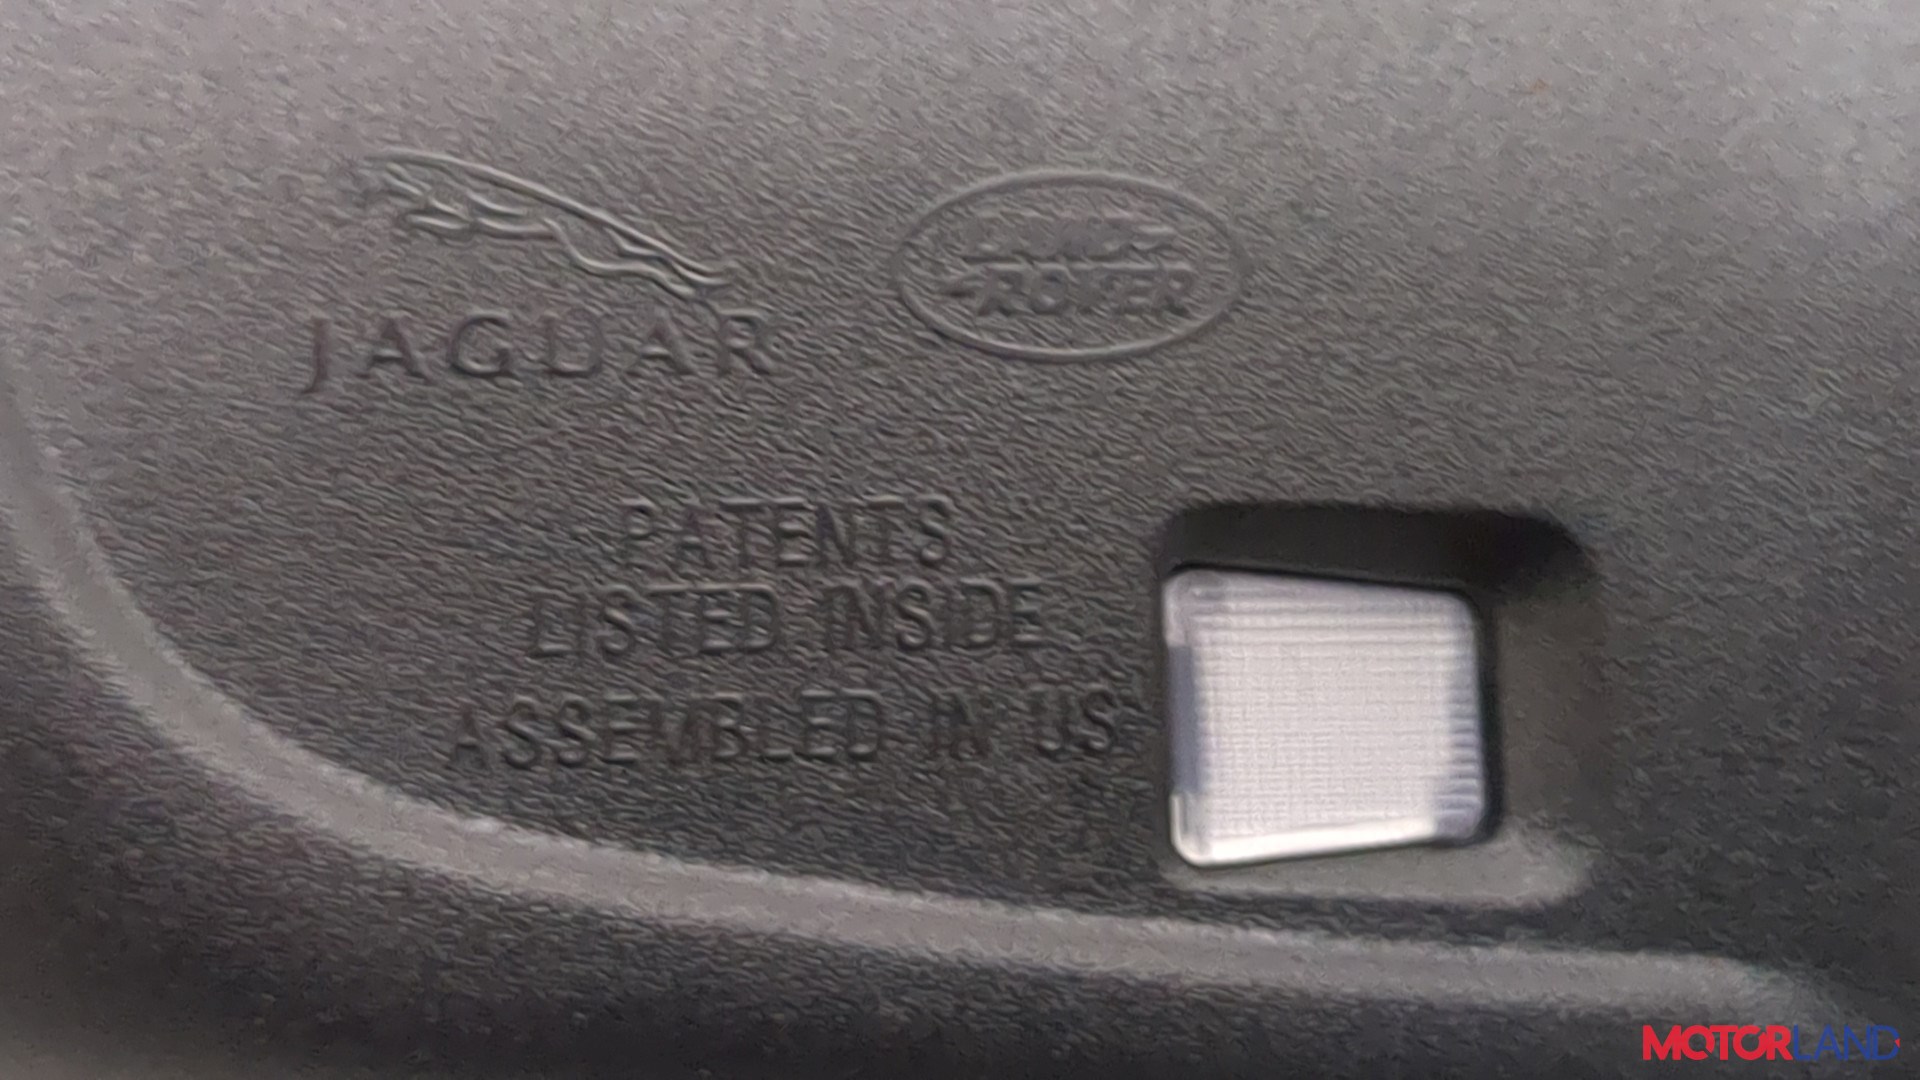 JAGUAR
LAND
ROVER
PATENTS
LISTED INSIDE
ASSEMBLED IN US
MOTORLAND